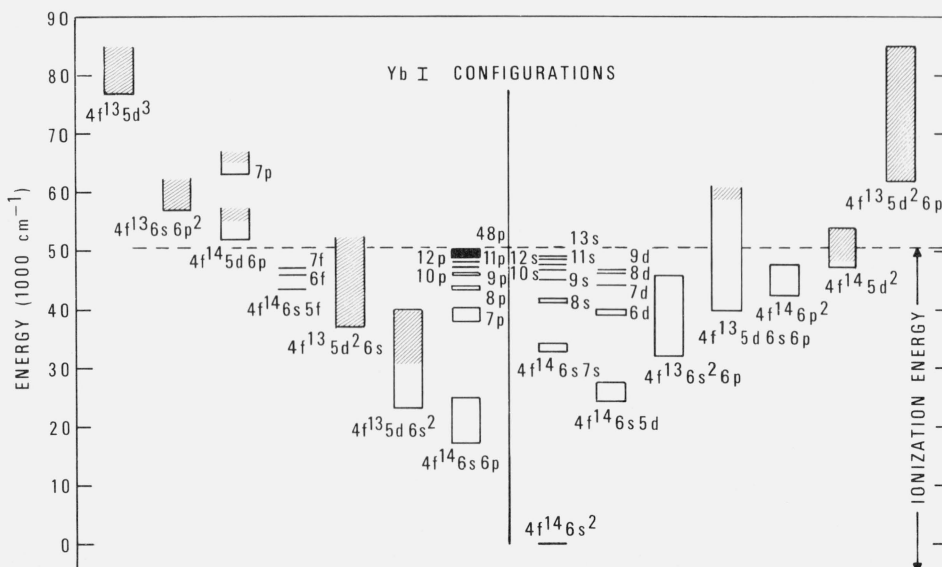 90
80
70
60
50
40
30
20
10
0
ENERGY (1000 cm⁻¹)
Yb I CONFIGURATIONS
4f¹³5d³
4f¹³6s6p²
7p
4f¹⁴5d6p
7f
6f
4f¹⁴6s5f
4f¹³5d²6s
4f¹³5d6s²
48p
12p 11p
10p 9p
8p
7p
4f¹⁴6s6p
13s
12s 11s
10s 9s
8s
4f¹⁴6s7s
9d
8d
7d
6d
4f¹⁴6s5d
4f¹³6s²6p
4f¹³5d6s6p
4f¹⁴6p²
4f¹⁴5d²
4f¹³5d²6p
4f¹⁴6s²
IONIZATION ENERGY